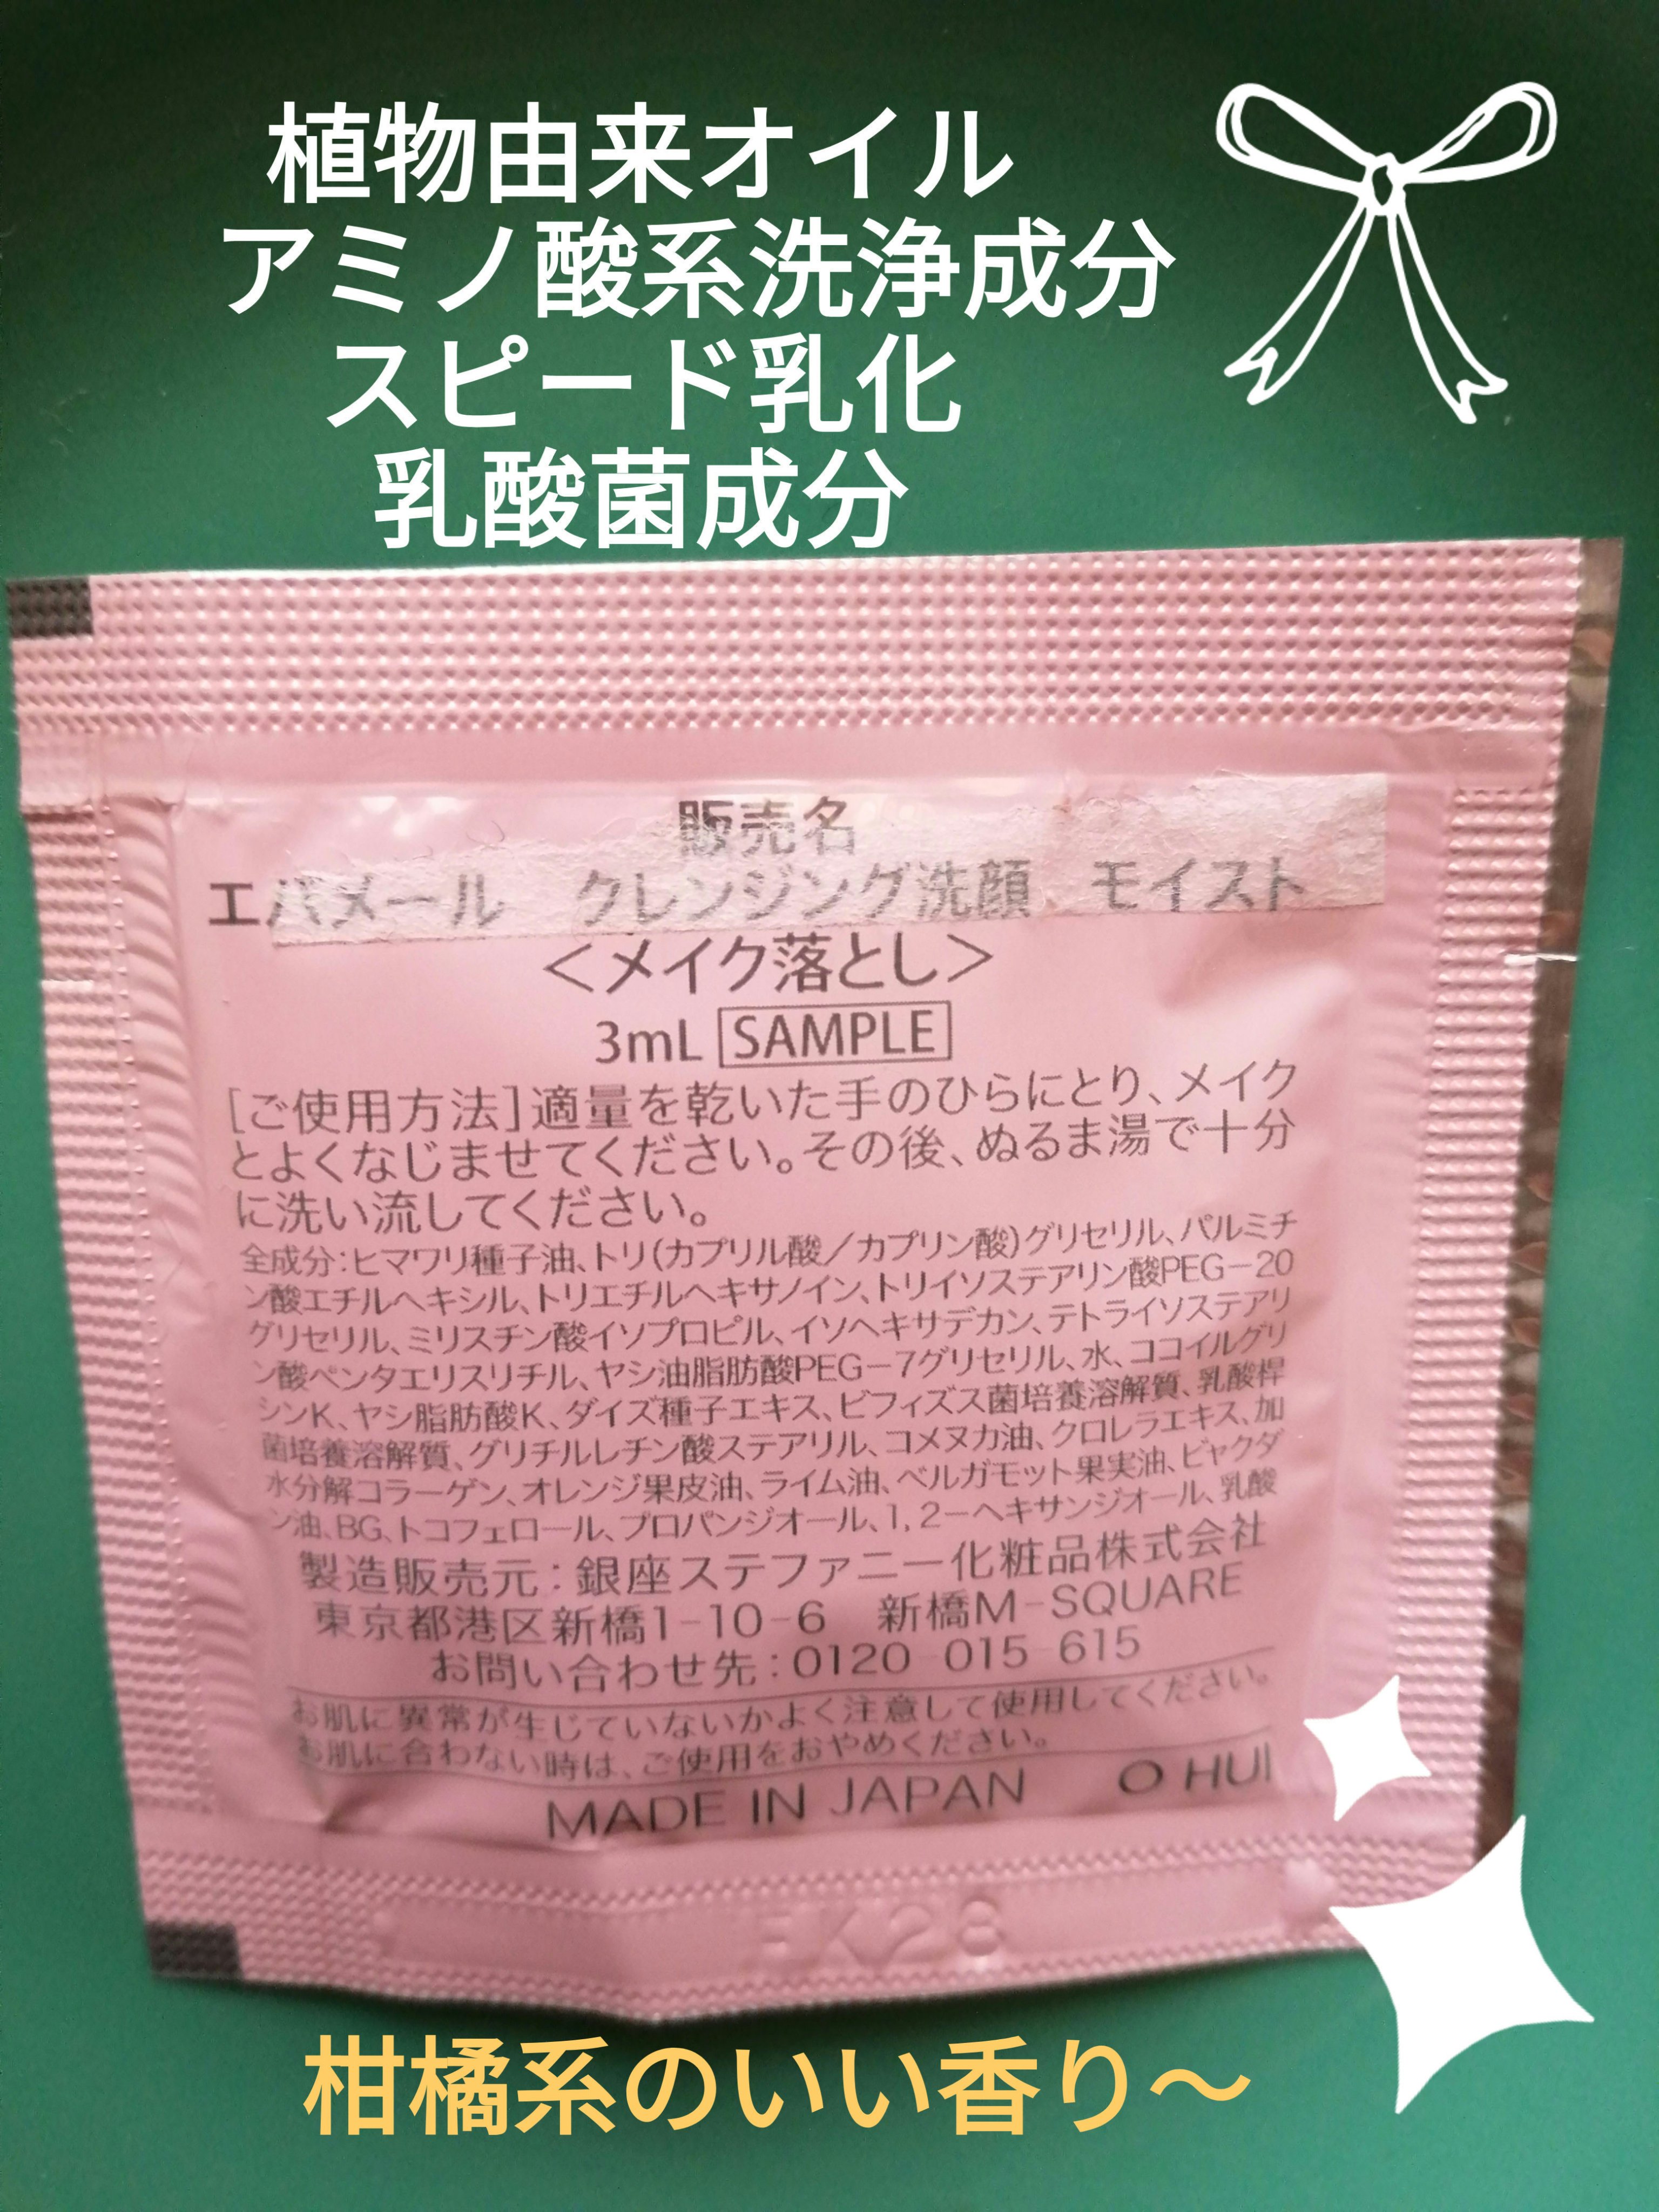 植物由来オイル
アミノ酸系洗浄成分
スピード乳化
乳酸菌成分
販売名
エバメール　クレンジング洗顔　モイスト
＜メイク落とし＞
3mL SAMPLE
[ご使用方法]適量を乾いた手のひらにとり、メイク
とよくなじませてください。その後、ぬるま湯で十分
に洗い流してください。
全成分：ヒマワリ種子油、トリ(カプリル酸／カプリン酸)グリセリル、パルミチ
ン酸エチルヘキシル、トリエチルヘキサノイン、トリイソステアリン酸PEG－20
グリセリル、ミリスチン酸イソプロピル、イソヘキサデカン、テトライソステアリ
ン酸ペンタエリスリチル、ヤシ油脂肪酸PEG－7グリセリル、水、ココイルグリ
シンK、ヤシ脂肪酸K、ダイズ種子エキス、ビフィズス菌培養溶解質、乳酸桿
菌培養溶解質、グリチルレチン酸ステアリル、コメヌカ油、クロレラエキス、加
水分解コラーゲン、オレンジ果皮油、ライム油、ベルガモット果実油、ビャクダ
ン油、BG、トコフェロール、プロパンジオール、1,2－ヘキサンジオール、乳酸
製造販売元：銀座ステファニー化粧品株式会社
東京都港区新橋1-10-6　新橋M-SQUARE
お問い合わせ先：0120-015-615
お肌に異常が生じていないかよく注意して使用してください。
お肌に合わない時は、ご使用をおやめください。
MADE IN JAPAN　O HUI
柑橘系のいい香り～